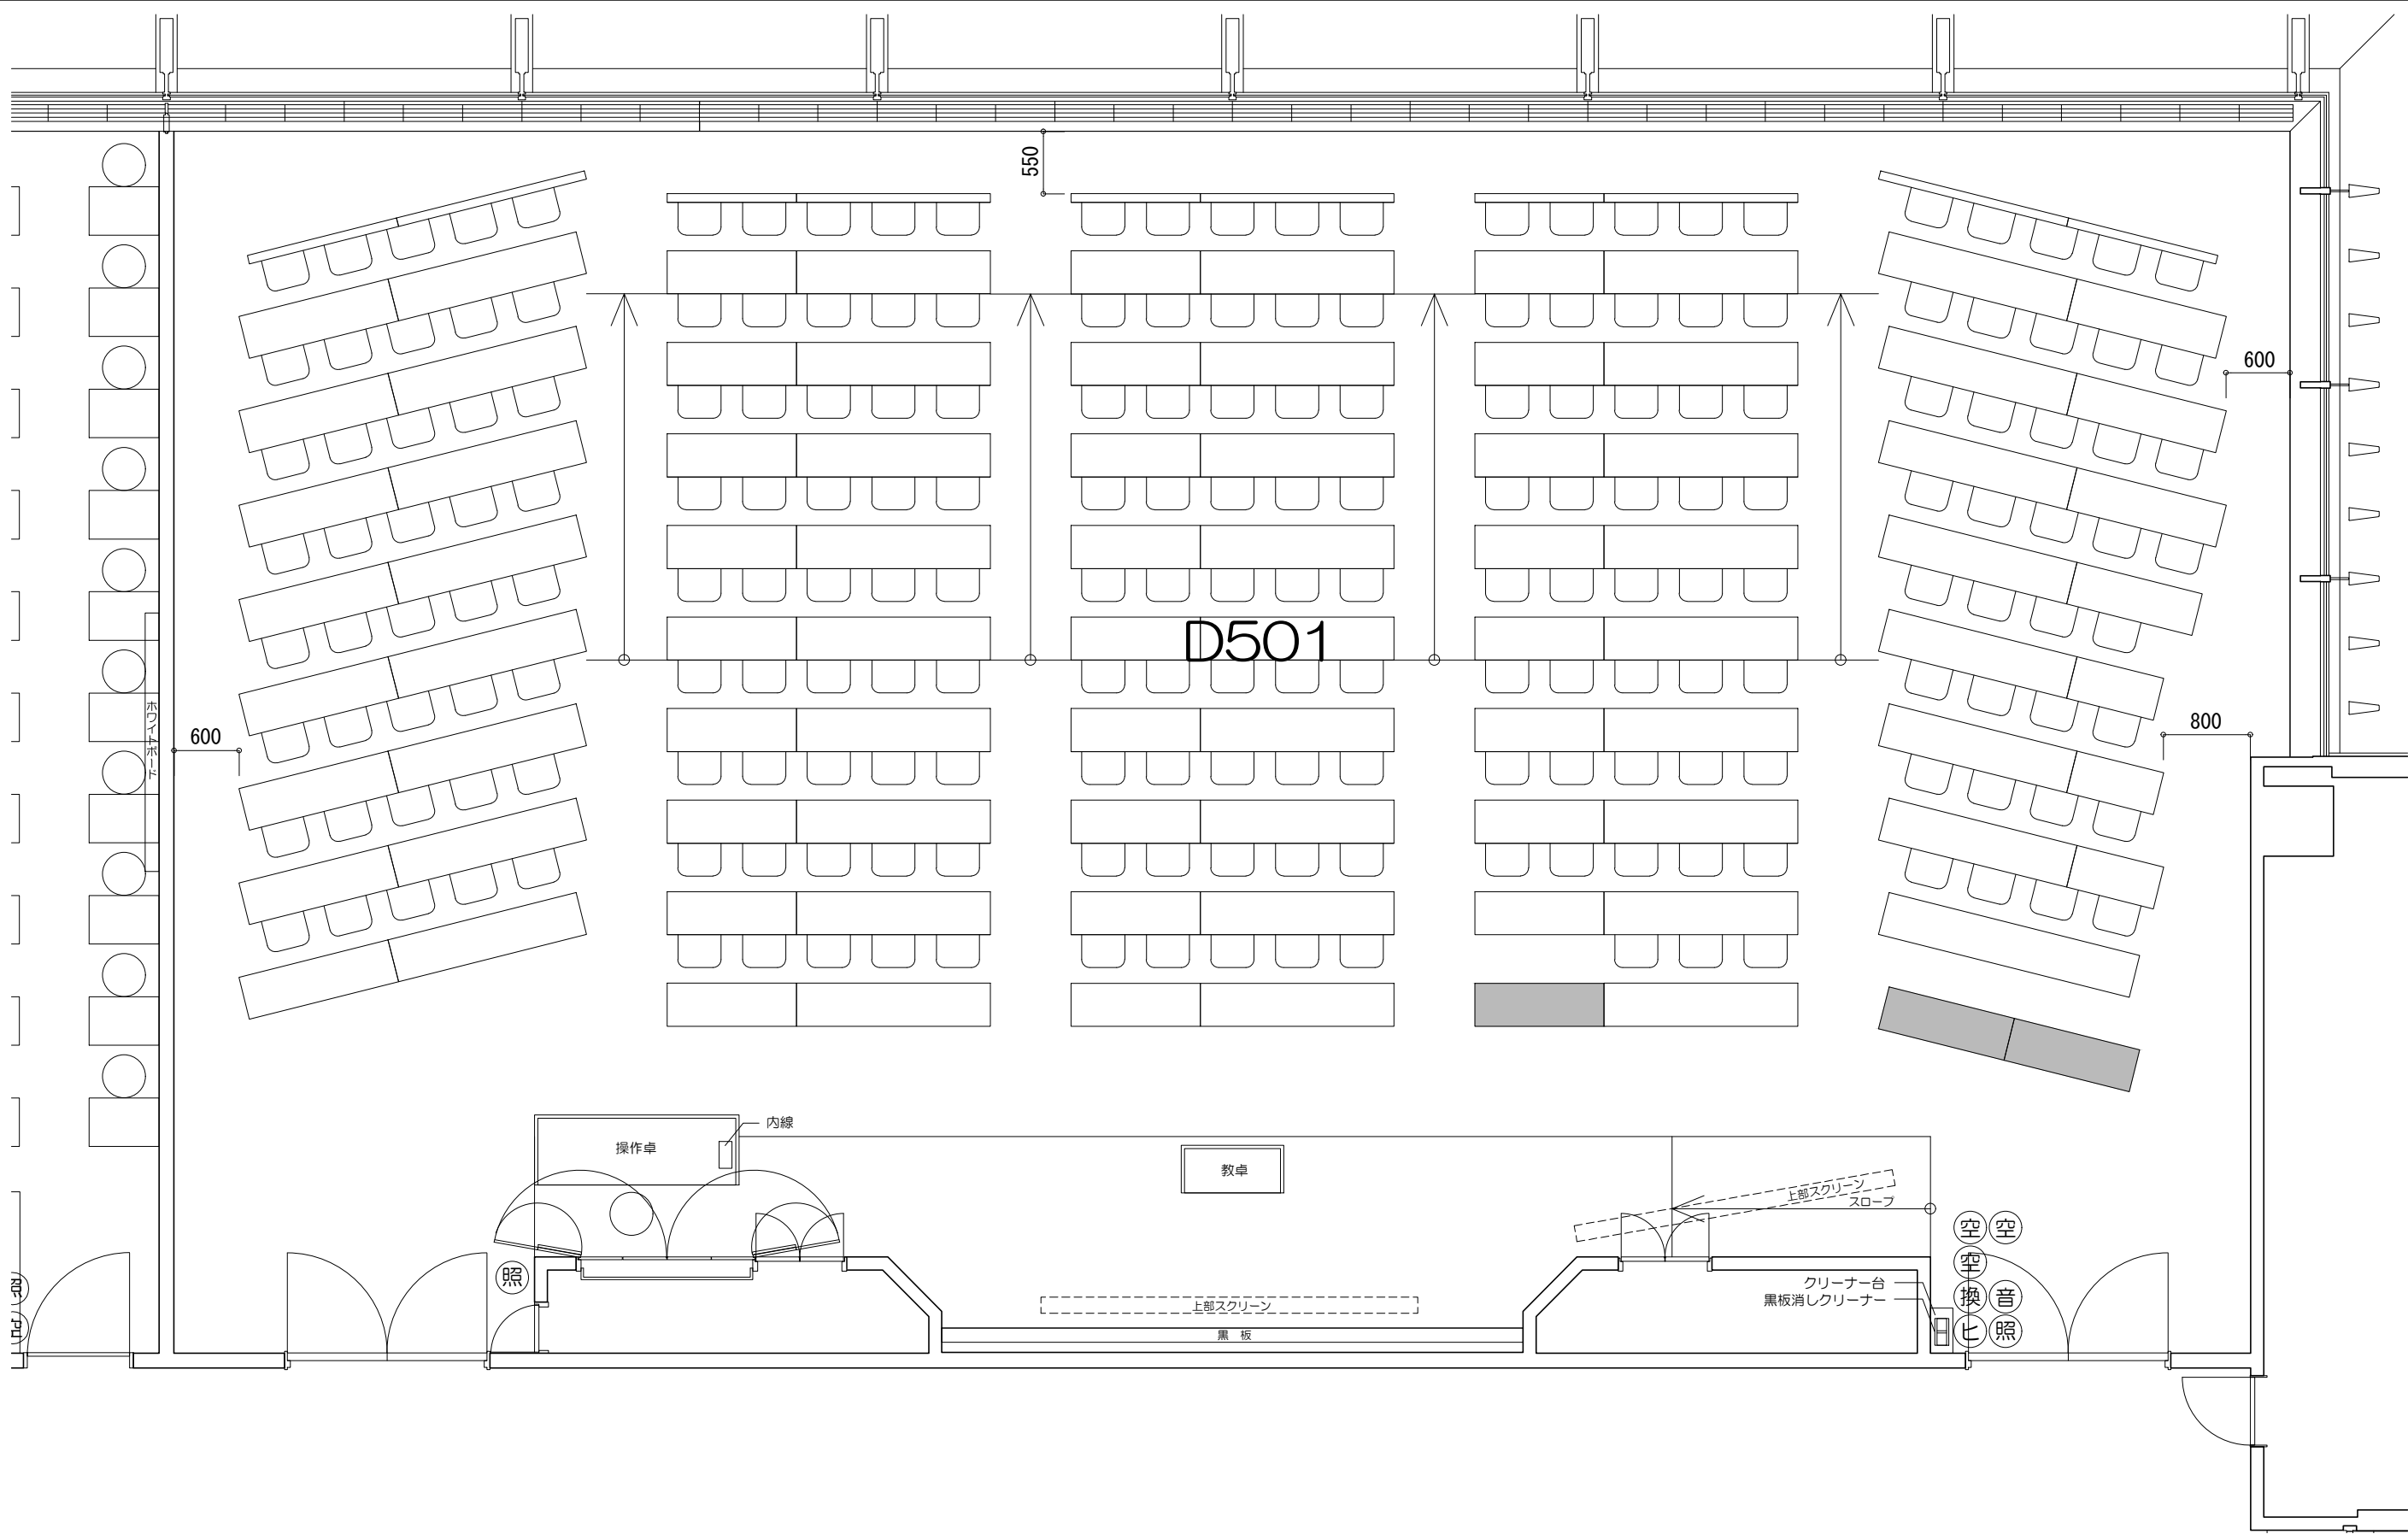 550
600
D501
ホワイトボード
600
800
内線
操作卓
教卓
上部スクリーン
スロープ
空 空
空
照
クリーナー台
換 音
黒板消しクリーナー
ヒ 照
上部スクリーン
黒 板